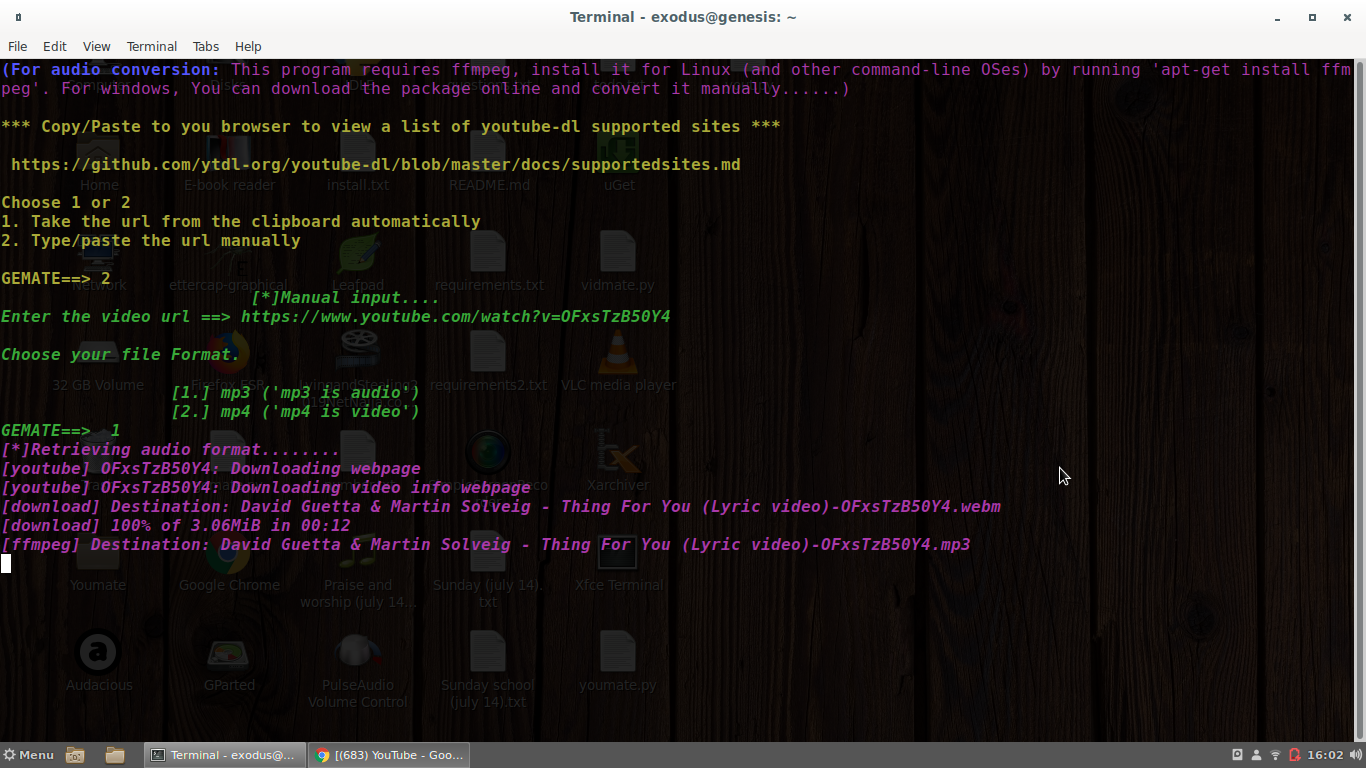 Terminal - exodus@genesis: ~
File Edit View Terminal Tabs Help
(For audio conversion: This program requires ffmpeg, install it for Linux (and other command-line OSes) by running 'apt-get install ffm
peg'. For windows, You can download the package online and convert it manually......)
*** Copy/Paste to you browser to view a list of youtube-dl supported sites ***
https://github.com/ytdl-org/youtube-dl/blob/master/docs/supportedsites.md
Home E-book reader install.txt README.md uGet
Choose 1 or 2
1. Take the url from the clipboard automatically
2. Type/paste the url manually
GEMATE==> 2
Network ettercap-graphical Leafpad requirements.txt vidmate.py
[*]Manual input....
Enter the video url ==> https://www.youtube.com/watch?v=OFxsTzB50Y4
Choose your file Format.
32 GB Volume Firefox ESR requirements2.txt VLC media player
[1.] mp3 ('mp3 is audio')
[2.] mp4 ('mp4 is video')
GEMATE==> 1
[*]Retrieving audio format........
[youtube] OFxsTzB50Y4: Downloading webpage
[youtube] OFxsTzB50Y4: Downloading video info webpage
Xarchiver
[download] Destination: David Guetta & Martin Solveig - Thing For You (Lyric video)-OFxsTzB50Y4.webm
[download] 100% of 3.06MiB in 00:12
[ffmpeg] Destination: David Guetta & Martin Solveig - Thing For You (Lyric video)-OFxsTzB50Y4.mp3
Youmate Google Chrome Praise and Sunday (july 14). Xfce Terminal
worship (july 14... txt
Audacious GParted PulseAudio Sunday school youmate.py
Volume Control (july 14).txt
Menu Terminal - exodus@... [(683) YouTube - Goo... 16:02